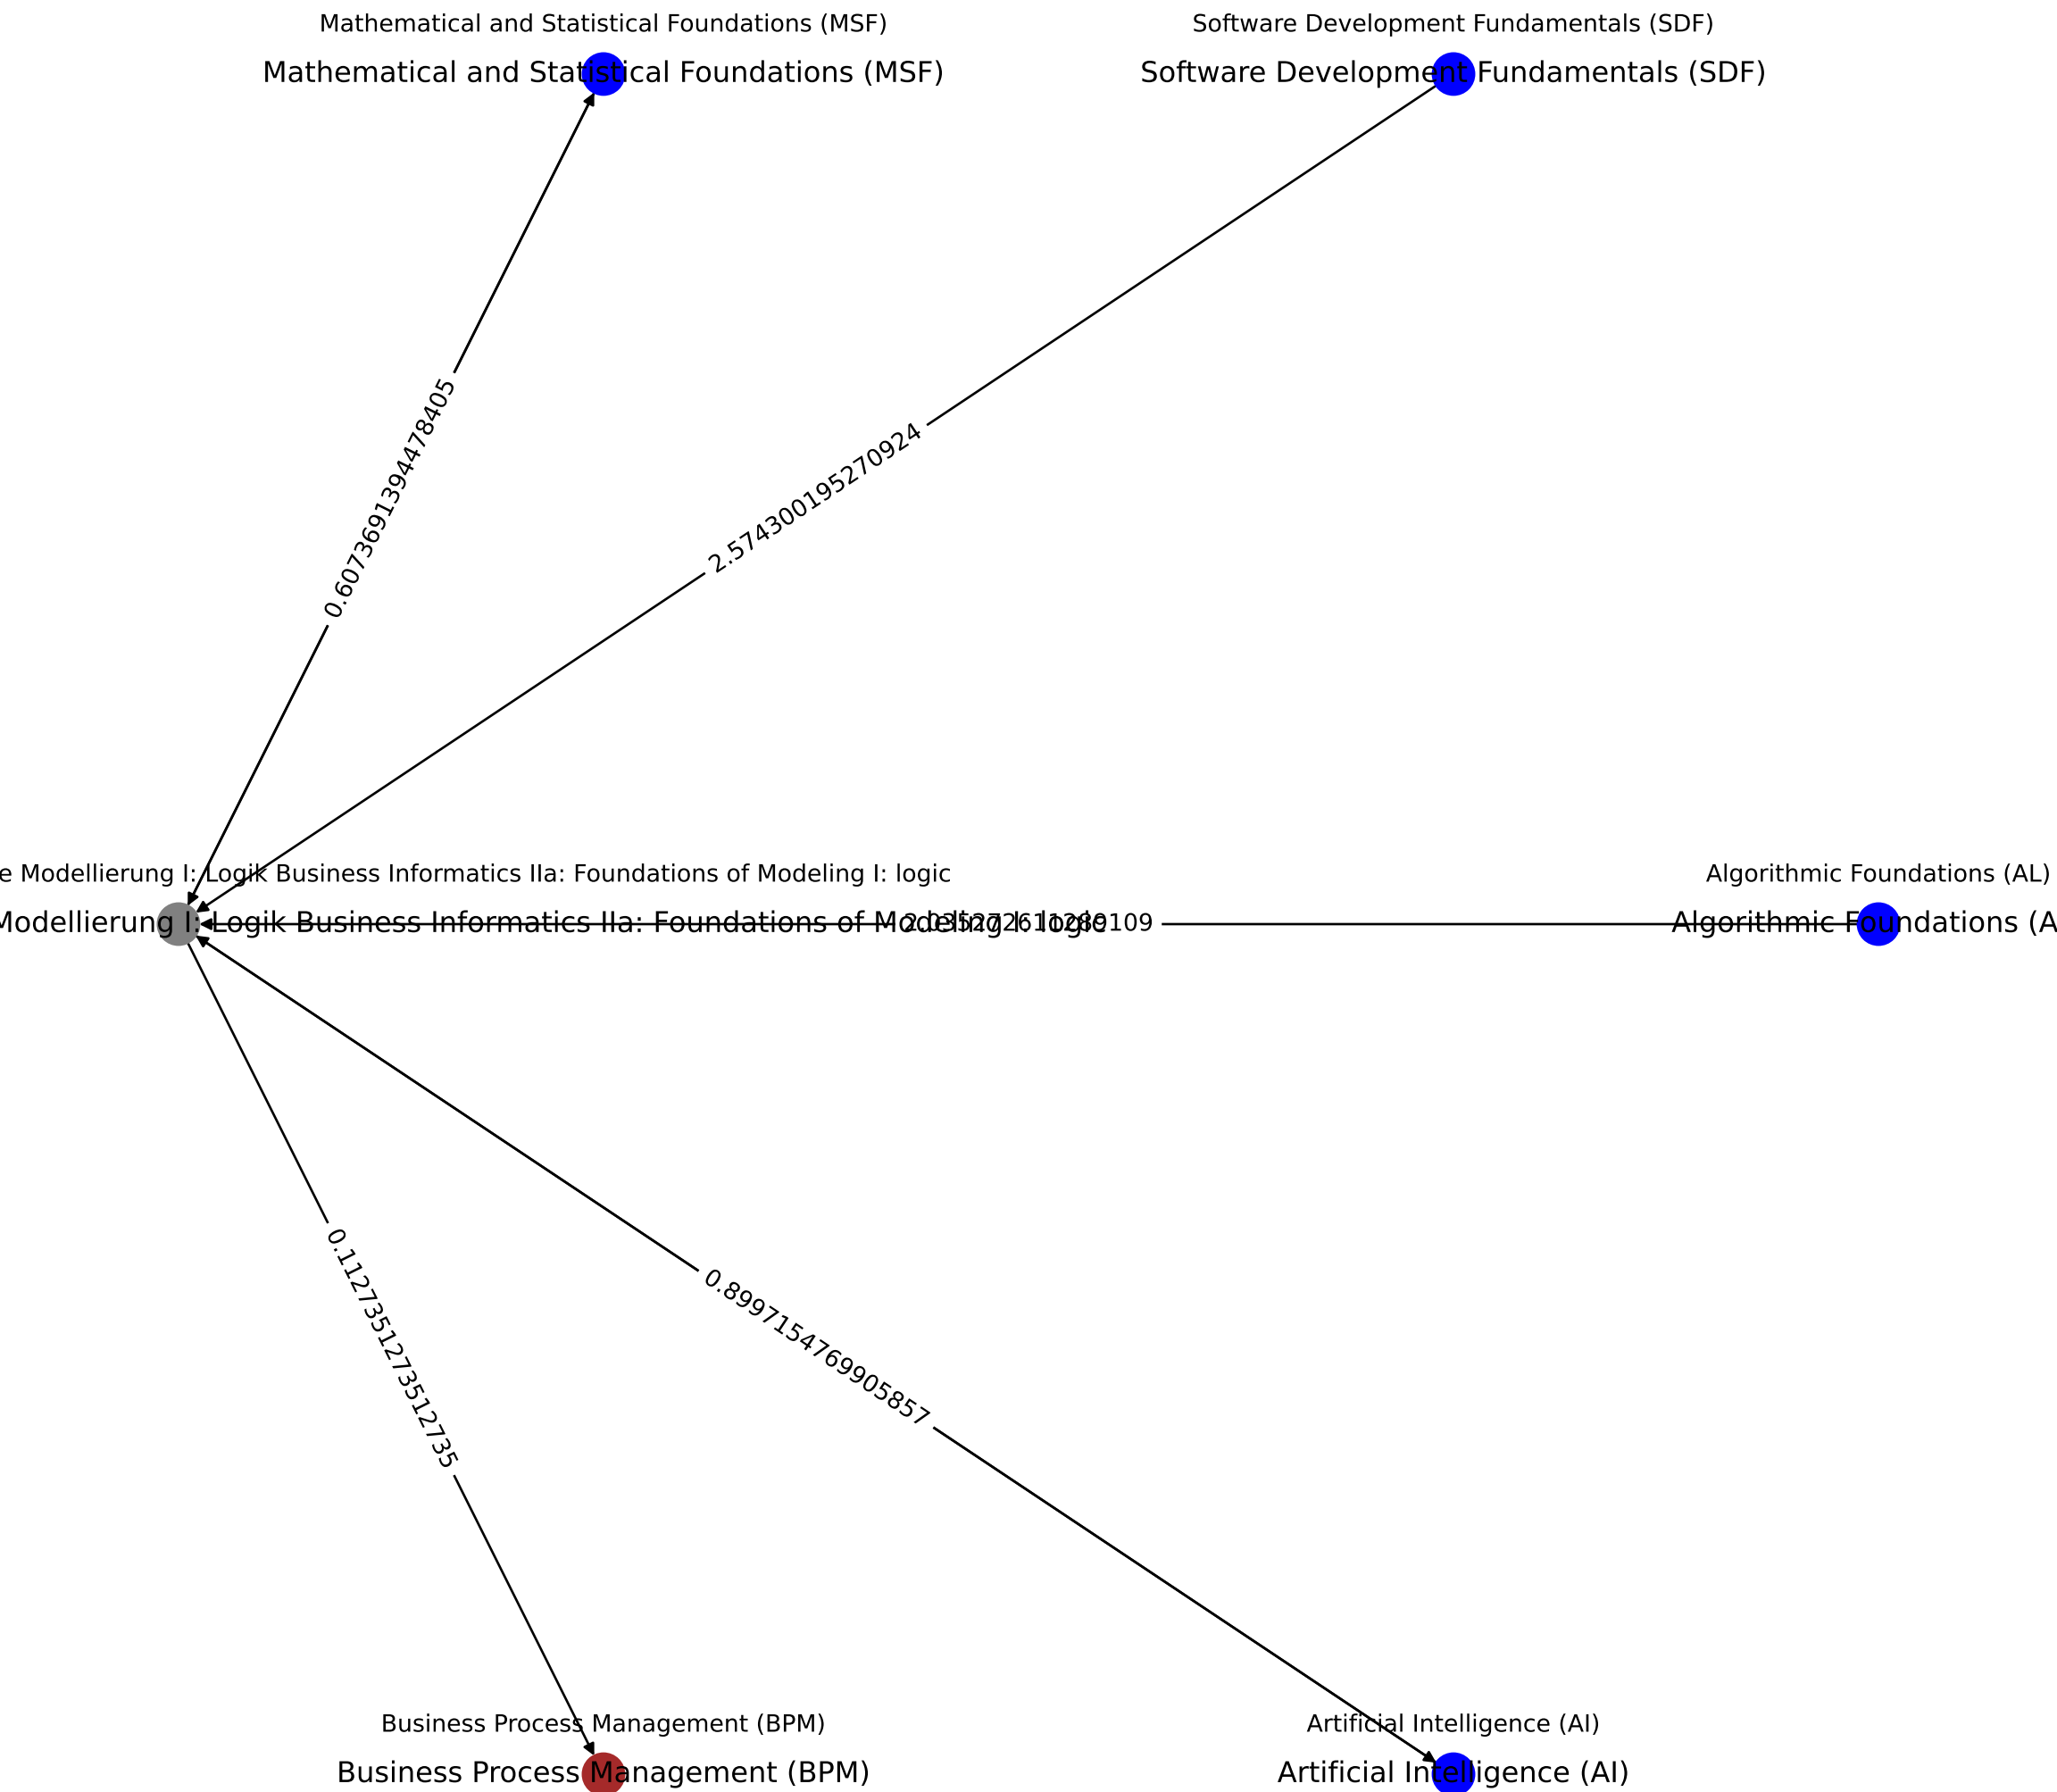 Mathematical and Statistical Foundations (MSF)
Software Development Fundamentals (SDF)
Mathematical and Statistical Foundations (MSF)
Software Development Fundamentals (SDF)
0.6073691394478405
2.574300195270924
e Modellierung I: Logik Business Informatics IIa: Foundations of Modeling I: logic
Algorithmic Foundations (AL)
Modellierung I: Logik Business Informatics IIa: Foundations of Modeling I: logic
2.035272611289109
Algorithmic Foundations (A
0.1127351273512735
0.8997154769905857
Business Process Management (BPM)
Artificial Intelligence (AI)
Business Process Management (BPM)
Artificial Intelligence (AI)